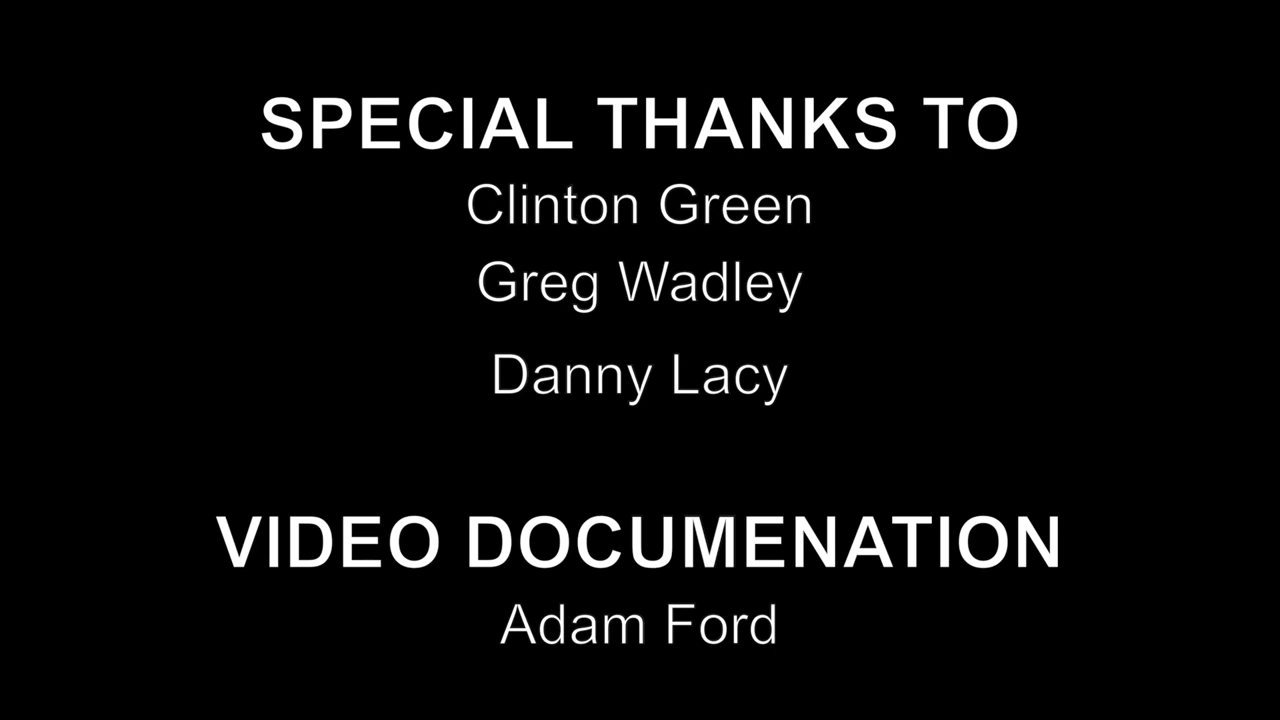 SPECIAL THANKS TO
Clinton Green
Greg Wadley
Danny Lacy
VIDEO DOCUMENATION
Adam Ford